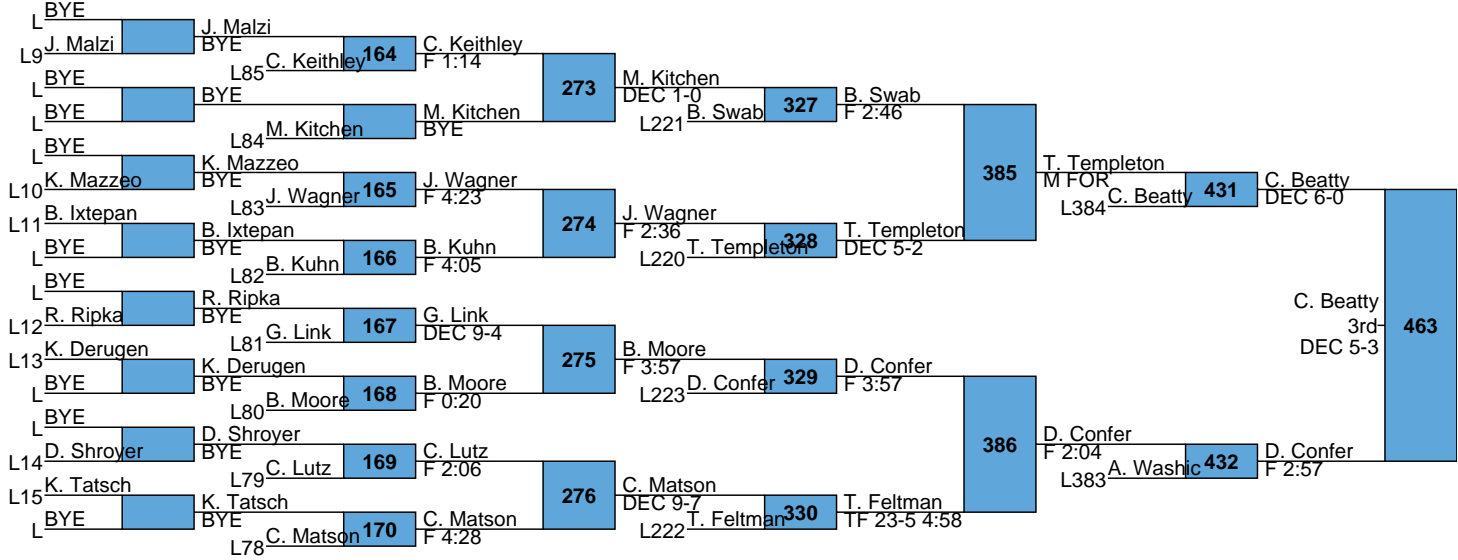 BYE
L
J. Malzi
L9
J. Malzi
BYE
C. Keithley
L85
164
C. Keithley
F 1:14
BYE
L
BYE
L
BYE
M. Kitchen
L84
M. Kitchen
BYE
273
M. Kitchen
DEC 1-0
B. Swab
L221
327
B. Swab
F 2:46
BYE
L
K. Mazzeo
L10
K. Mazzeo
BYE
J. Wagner
L83
165
J. Wagner
F 4:23
B. Ixtepan
L11
BYE
L
B. Ixtepan
BYE
B. Kuhn
L82
166
B. Kuhn
F 4:05
274
J. Wagner
F 2:36
T. Templeton
L220
328
T. Templeton
DEC 5-2
385
T. Templeton
M FOR
C. Beatty
L384
431
C. Beatty
DEC 6-0
BYE
L
R. Ripka
L12
R. Ripka
BYE
G. Link
L81
167
G. Link
DEC 9-4
K. Derugen
L13
BYE
L
K. Derugen
BYE
B. Moore
L80
168
B. Moore
F 0:20
275
B. Moore
F 3:57
D. Confer
L223
329
D. Confer
F 3:57
BYE
L
D. Shroyer
L14
D. Shroyer
BYE
C. Lutz
L79
169
C. Lutz
F 2:06
K. Tatsch
L15
BYE
L
K. Tatsch
BYE
C. Matson
L78
170
C. Matson
F 4:28
276
C. Matson
DEC 9-7
T. Feltman
L222
330
T. Feltman
TF 23-5 4:58
386
D. Confer
F 2:04
A. Washic
L383
432
D. Confer
F 2:57
C. Beatty
3rd
DEC 5-3
463